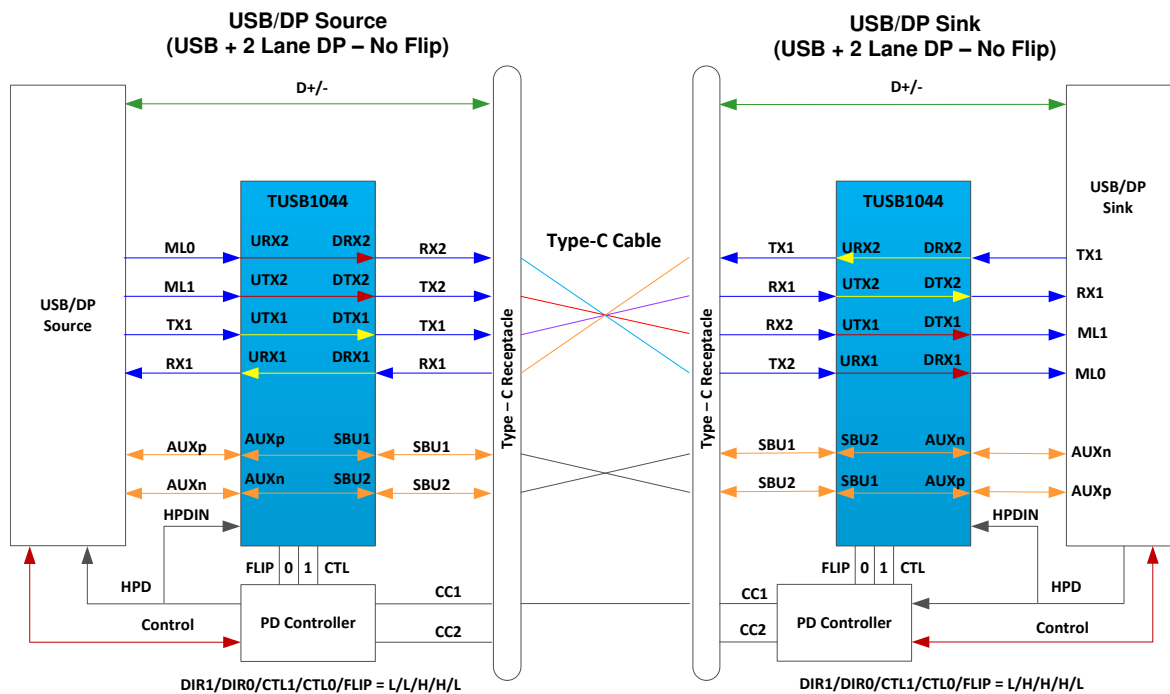 USB/DP Source
(USB + 2 Lane DP – No Flip)
USB/DP Sink
(USB + 2 Lane DP – No Flip)
D+/-
D+/-
TUSB1044
TUSB1044
USB/DP
Source
USB/DP
Sink
Type-C Cable
Type – C Receptacle
Type – C Receptacle
ML0 URX2 DRX2 RX2
ML1 UTX2 DTX2 TX2
TX1 UTX1 DTX1 TX1
RX1 URX1 DRX1 RX1
AUXp AUXp SBU1 SBU1
AUXn AUXn SBU2 SBU2
HPDIN
FLIP 0 1 CTL
HPD
Control
PD Controller
CC1
CC2
TX1 URX2 DRX2 TX1
RX1 UTX2 DTX2 RX1
RX2 UTX1 DTX1 ML1
TX2 URX1 DRX1 ML0
SBU1 SBU2 AUXn AUXn
SBU2 SBU1 AUXp AUXp
HPDIN
FLIP 0 1 CTL
CC1
CC2
PD Controller
HPD
Control
DIR1/DIR0/CTL1/CTL0/FLIP = L/L/H/H/L
DIR1/DIR0/CTL1/CTL0/FLIP = L/H/H/H/L